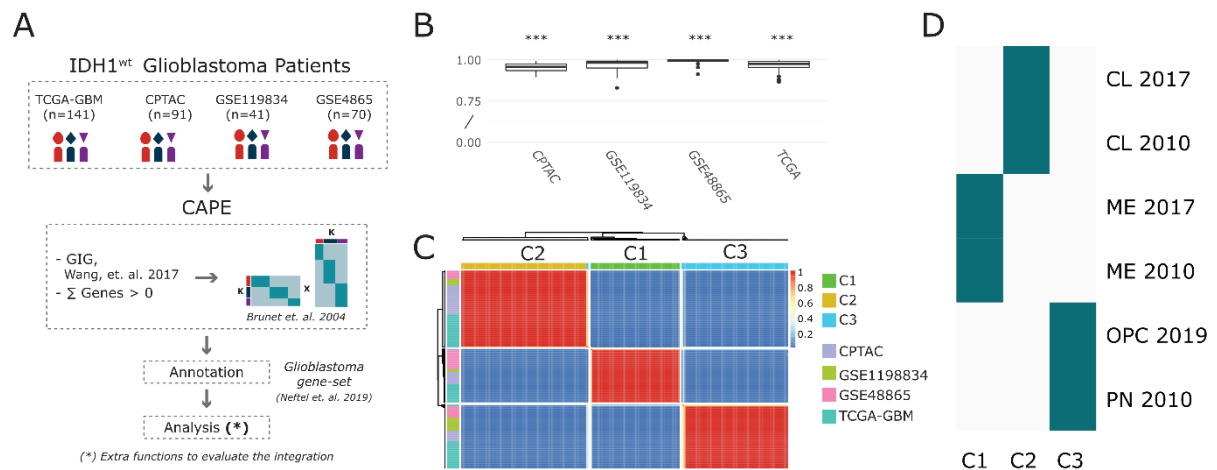 A
IDH1wt Glioblastoma Patients
TCGA-GBM CPTAC GSE119834 GSE4865
(n=141) (n=91) (n=41) (n=70)
CAPE
- GIG,
Wang, et. al. 2017
- Σ Genes > 0
K
K
X
Brunet et. al. 2004
Annotation
Glioblastoma
gene-set
(Neftel et. al. 2019)
Analysis (*)
(*) Extra functions to evaluate the integration
B
*** *** *** ***
1.00
0.75
0.00
CPTAC
GSE119834
GSE48865
TCGA
C
C2 C1 C3
1
0.8
0.6
0.4
0.2
C1
C2
C3
CPTAC
GSE1198834
GSE48865
TCGA-GBM
D
CL 2017
CL 2010
ME 2017
ME 2010
OPC 2019
PN 2010
C1 C2 C3